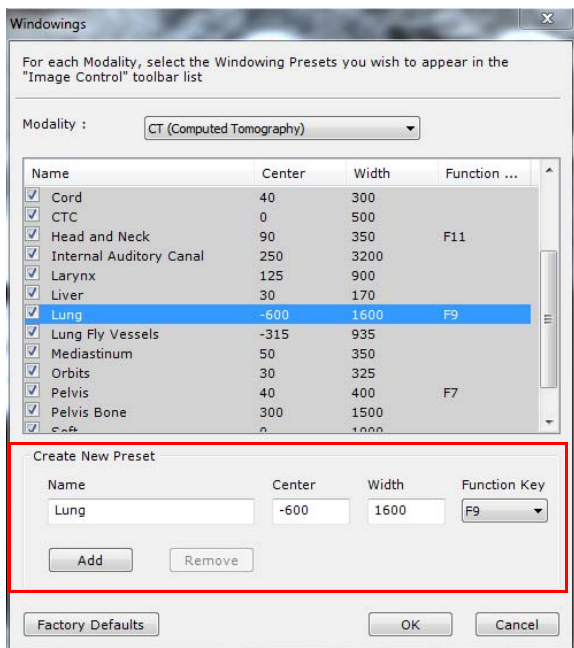 Windowings
For each Modality, select the Windowing Presets you wish to appear in the
"Image Control" toolbar list
Modality : CT (Computed Tomography)
Name Center Width Function ...
Cord 40 300
CTC 0 500
Head and Neck 90 350 F11
Internal Auditory Canal 250 3200
Larynx 125 900
Liver 30 170
Lung -600 1600 F9
Lung Fly Vessels -315 935
Mediastinum 50 350
Orbits 30 325
Pelvis 40 400 F7
Pelvis Bone 300 1500
Create New Preset
Name Center Width Function Key
Lung -600 1600 F9
Add Remove
Factory Defaults OK Cancel